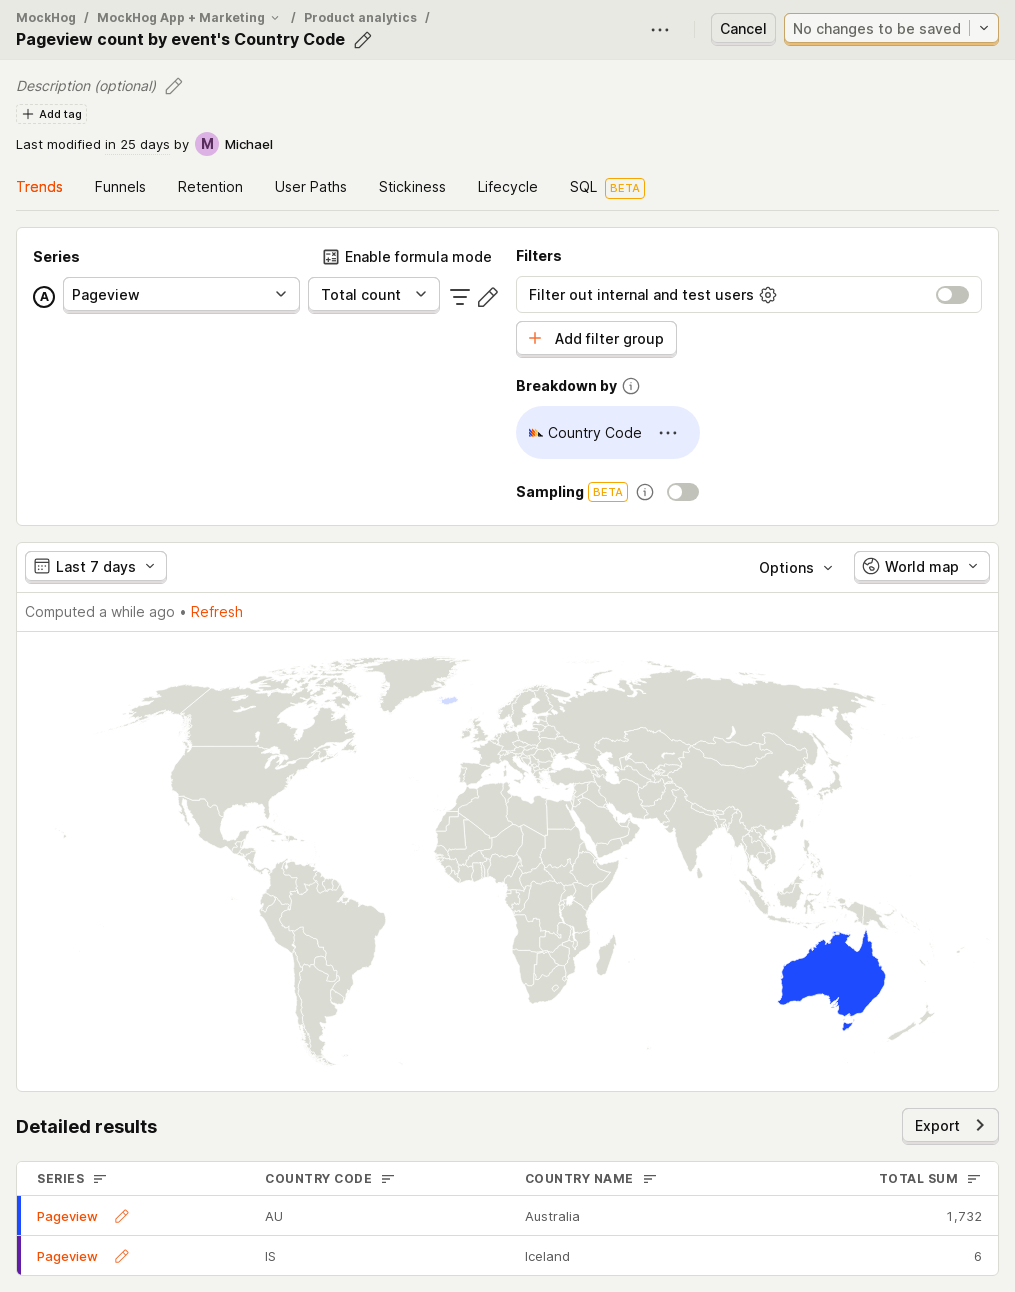 MockHog / MockHog App + Marketing / Product analytics /
Pageview count by event's Country Code
Cancel
No changes to be saved
Description (optional)
Add tag
Last modified in 25 days by M Michael
Trends Funnels Retention User Paths Stickiness Lifecycle SQL BETA
Series
Enable formula mode
A Pageview Total count
Filters
Filter out internal and test users
Add filter group
Breakdown by
Country Code
Sampling BETA
Last 7 days
Options
World map
Computed a while ago • Refresh
Detailed results
Export
SERIES COUNTRY CODE COUNTRY NAME TOTAL SUM
Pageview AU Australia 1,732
Pageview IS Iceland 6